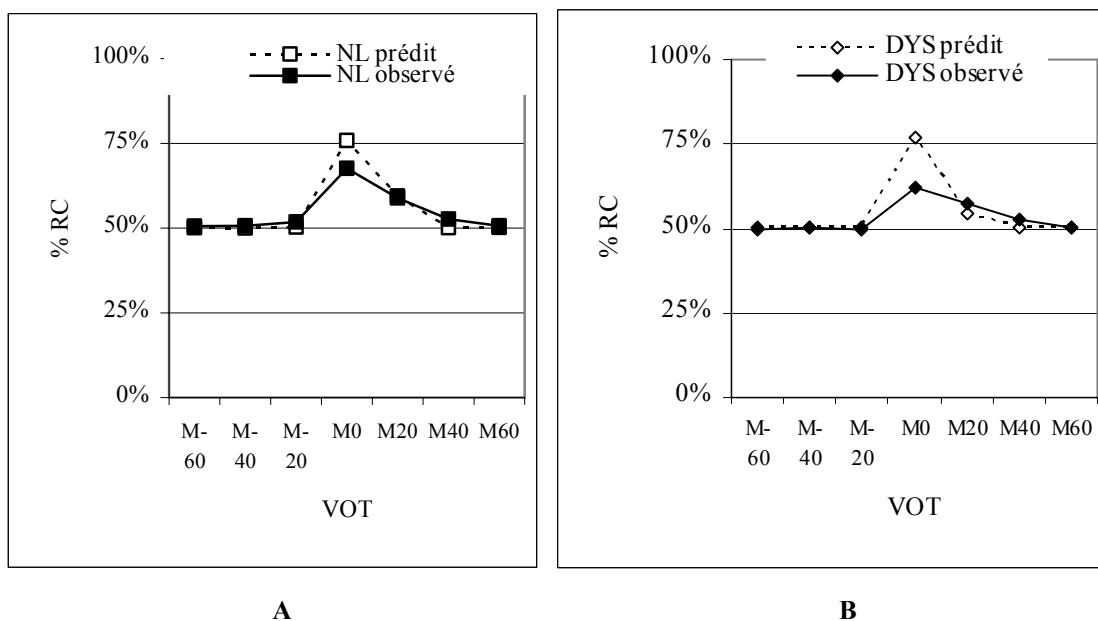 100%
75%
50%
25%
0%
% RC
NL prédit
NL observé
M-60
M-40
M-20
M0
M20
M40
M60
VOT
A
100%
75%
50%
25%
0%
% RC
DYS prédit
DYS observé
M-60
M-40
M-20
M0
M20
M40
M60
VOT
B